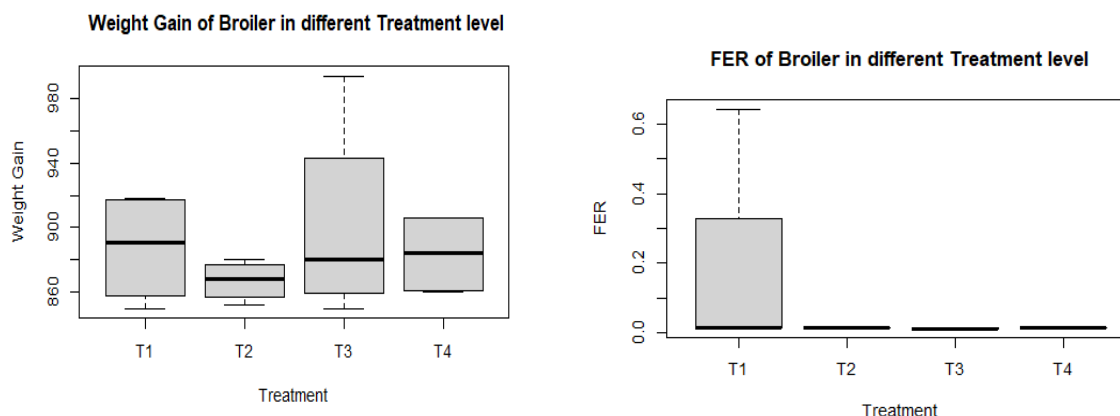 Weight Gain of Broiler in different Treatment level
Weight Gain
980
940
900
860
T1 T2 T3 T4
Treatment
FER of Broiler in different Treatment level
FER
0.6
0.4
0.2
0.0
T1 T2 T3 T4
Treatment